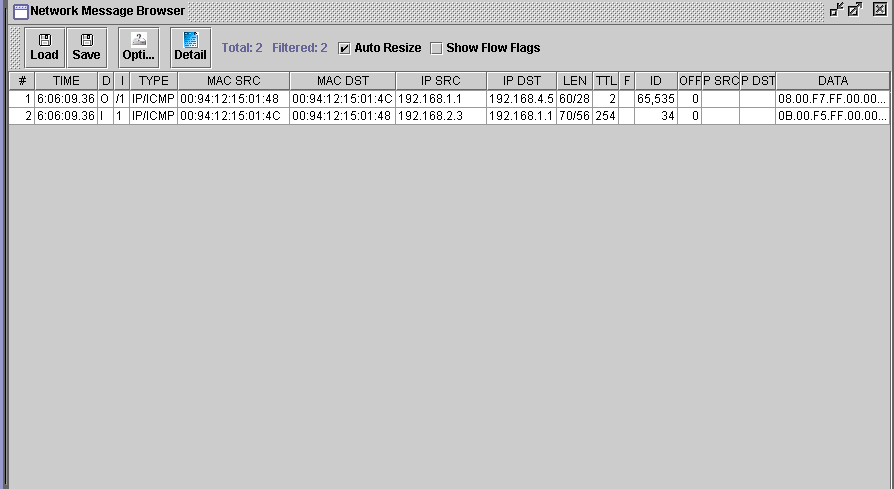 Network Message Browser
Load Save Opti... Detail Total: 2 Filtered: 2 Auto Resize Show Flow Flags
# TIME D I TYPE MAC SRC MAC DST IP SRC IP DST LEN TTL F ID OFF P SRC P DST DATA
1 6:06:09.36 O /1 IP/ICMP 00:94:12:15:01:48 00:94:12:15:01:4C 192.168.1.1 192.168.4.5 60/28 2 65,535 0 08.00.F7.FF.00.00...
2 6:06:09.36 I 1 IP/ICMP 00:94:12:15:01:4C 00:94:12:15:01:48 192.168.2.3 192.168.1.1 70/56 254 34 0 0B.00.F5.FF.00.00...